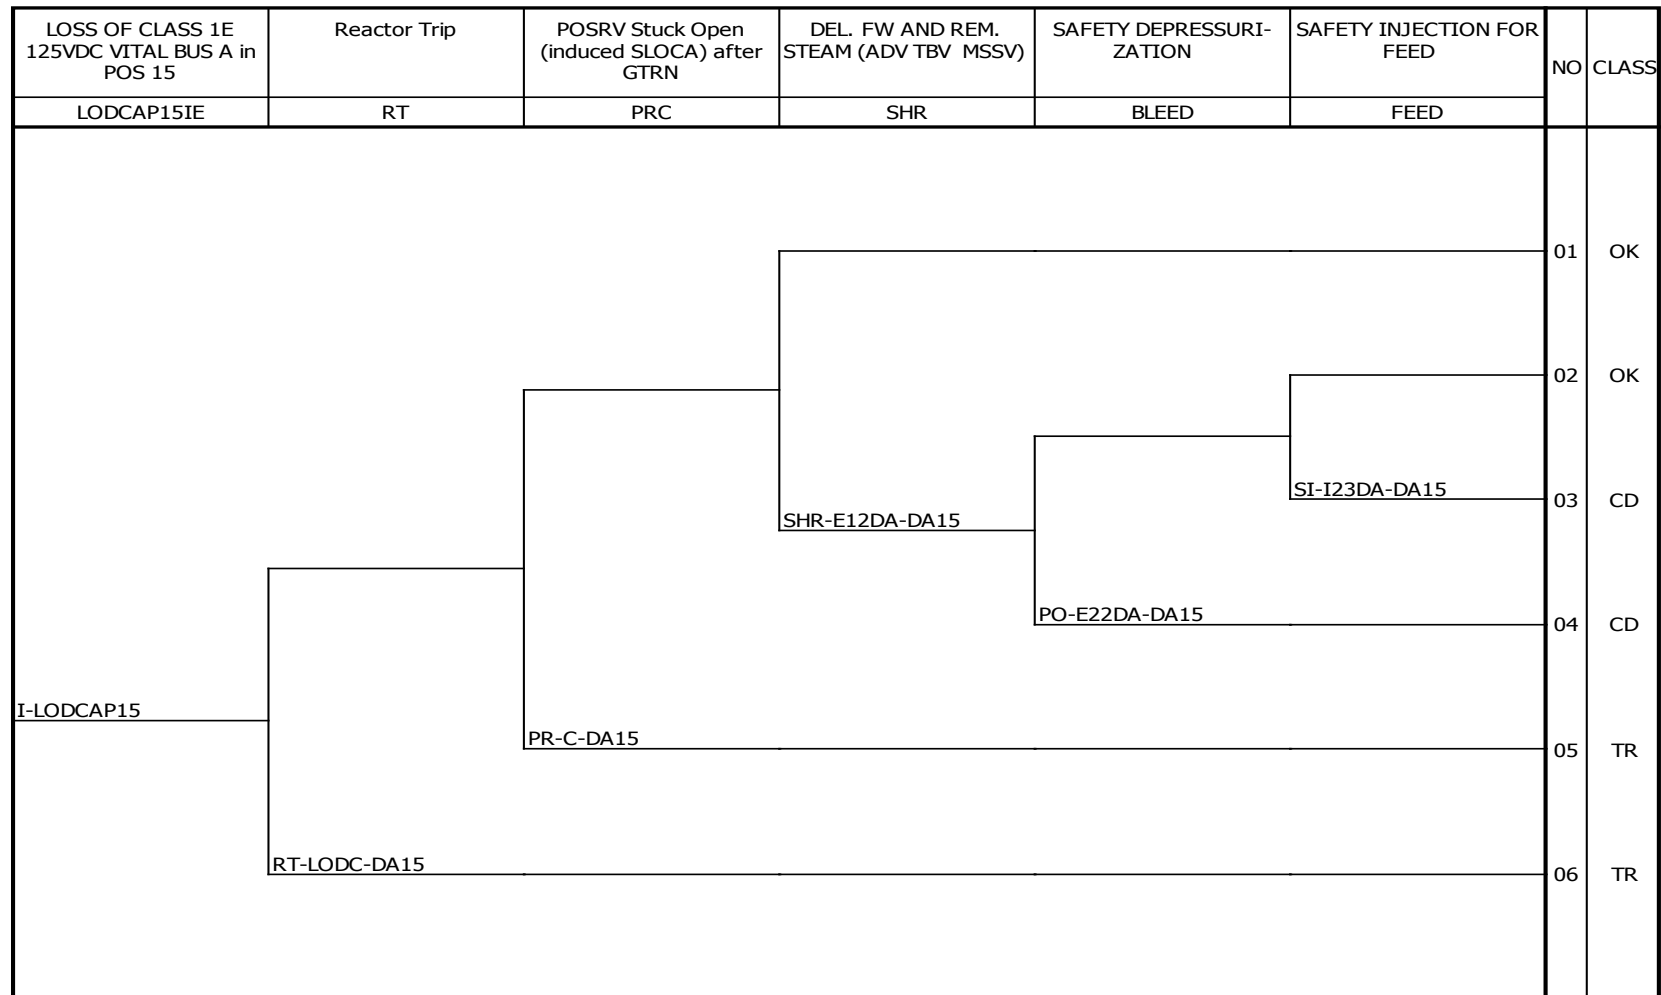 LOSS OF CLASS 1E
125VDC VITAL BUS A in
POS 15
Reactor Trip
POSRV Stuck Open
(induced SLOCA) after
GTRN
DEL. FW AND REM.
STEAM (ADV TBV MSSV)
SAFETY DEPRESSURI-
ZATION
SAFETY INJECTION FOR
FEED
NO
CLASS
LODCAP15IE
RT
PRC
SHR
BLEED
FEED
01 OK
02 OK
SI-I23DA-DA15
03 CD
SHR-E12DA-DA15
PO-E22DA-DA15
04 CD
I-LODCAP15
PR-C-DA15
05 TR
RT-LODC-DA15
06 TR